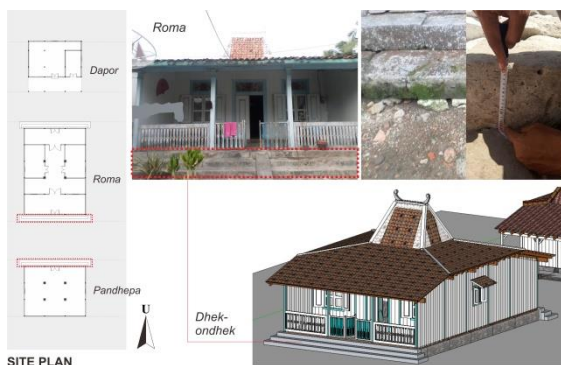 Dapor
Roma
Pandhepa
SITE PLAN
U
Roma
Dhek-
ondhek